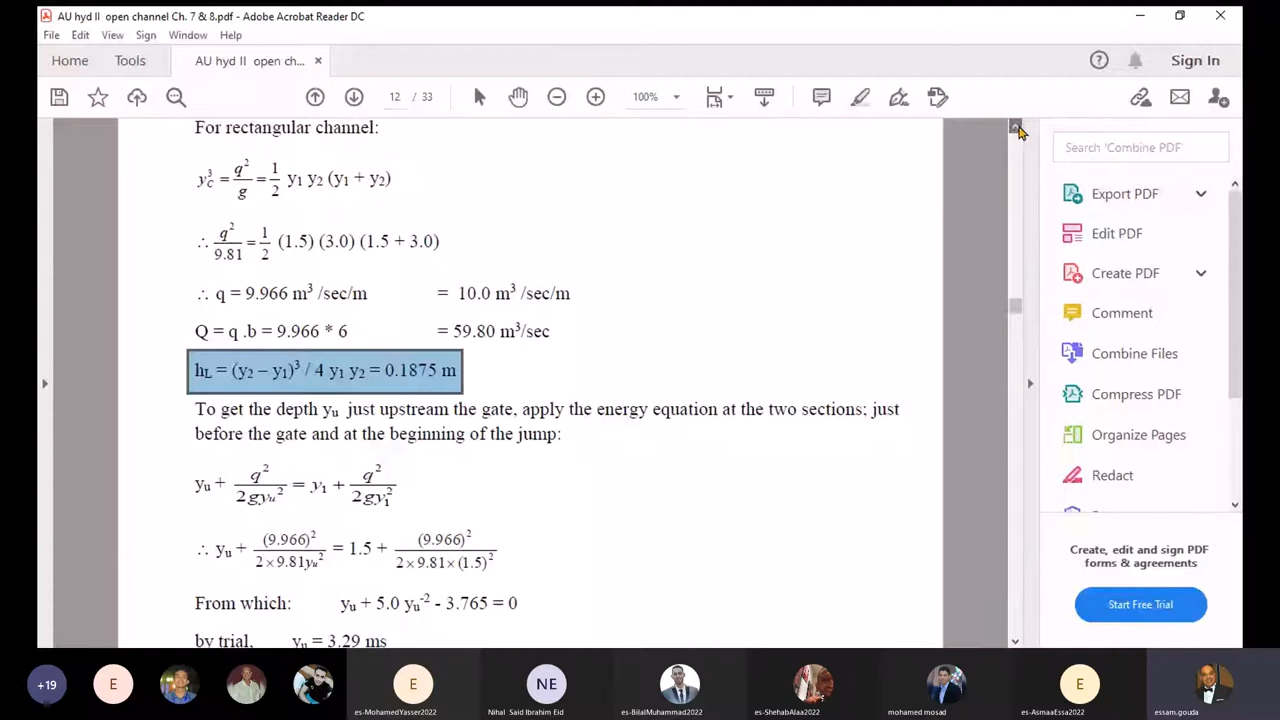 AU hyd II open channel Ch. 7 & 8.pdf - Adobe Acrobat Reader DC
File Edit View Sign Window Help
Home Tools AU hyd II open ch... × Sign In
12 / 33 100%
For rectangular channel:
y_c^3 = q^2/g = 1/2 y1 y2 (y1 + y2)
∴ q^2/9.81 = 1/2 (1.5) (3.0) (1.5 + 3.0)
∴ q = 9.966 m3 /sec/m = 10.0 m3 /sec/m
Q = q .b = 9.966 * 6 = 59.80 m3/sec
hL = (y2 – y1)3 / 4 y1 y2 = 0.1875 m
To get the depth yu just upstream the gate, apply the energy equation at the two sections; just
before the gate and at the beginning of the jump:
yu + q^2/2gyu^2 = y1 + q^2/2gy1^2
∴ yu + (9.966)^2/2×9.81yu^2 = 1.5 + (9.966)^2/2×9.81×(1.5)^2
From which: yu + 5.0 yu-2 - 3.765 = 0
by trial, yu = 3.29 ms
Search 'Combine PDF'
Export PDF
Edit PDF
Create PDF
Comment
Combine Files
Compress PDF
Organize Pages
Redact
Create, edit and sign PDF
forms & agreements
Start Free Trial
+19 E E NE E
es-MohamedYasser2022 Nihal Said Ibrahim Eid es-BilalMuhammad2022 es-ShehabAlaa2022 mohamed mosad es-AsmaaEssa2022 essam.gouda